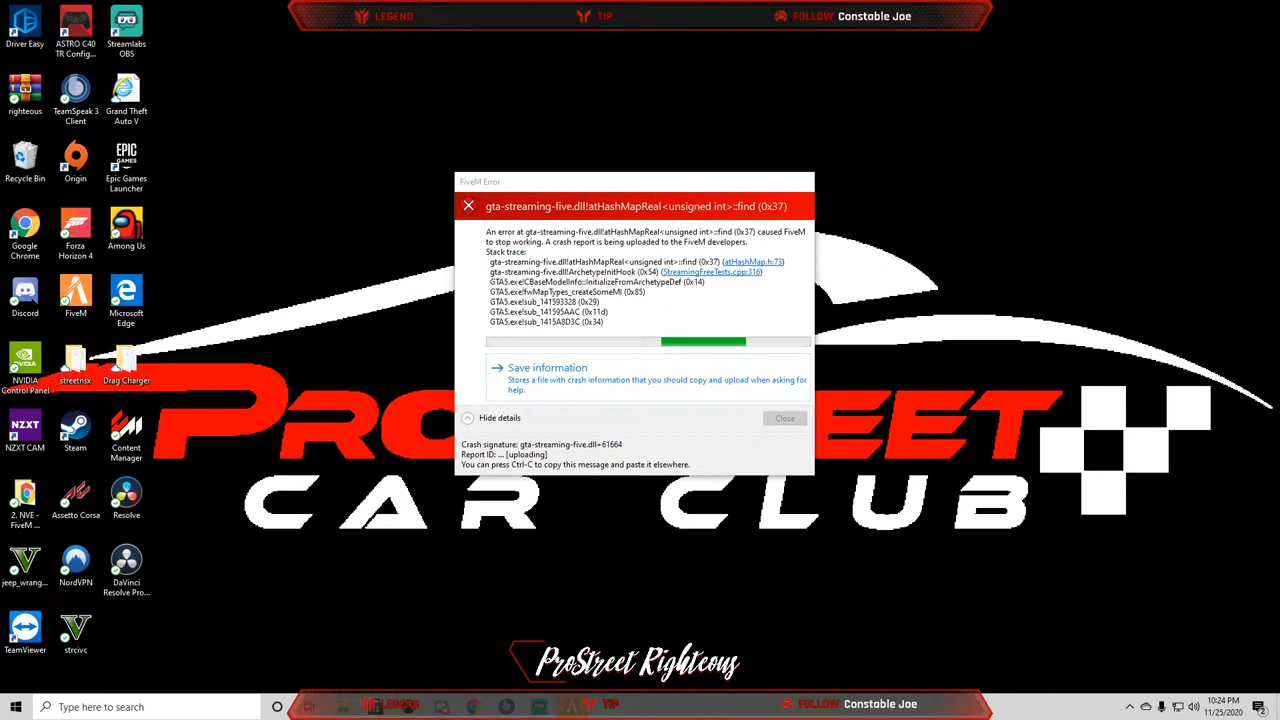 LEGEND
TIP
FOLLOW Constable Joe
Driver Easy
ASTRO C40
TR Config...
Streamlabs
OBS
righteous
TeamSpeak 3
Client
Grand Theft
Auto V
Recycle Bin
Origin
EPIC
GAMES
Epic Games
Launcher
Google
Chrome
Forza
Horizon 4
Among Us
Discord
FiveM
Microsoft
Edge
NVIDIA
Control Panel
streetnsx
Drag Charger
NZXT
NZXT CAM
Steam
Content
Manager
2. NVE -
FiveM ...
Assetto Corsa
Resolve
jeep_wrang...
NordVPN
DaVinci
Resolve Pro...
TeamViewer
strcivc
FiveM Error
gta-streaming-five.dll!atHashMapReal<unsigned int>::find (0x37)
An error at gta-streaming-five.dll!atHashMapReal<unsigned int>::find (0x37) caused FiveM
to stop working. A crash report is being uploaded to the FiveM developers.
Stack trace:
gta-streaming-five.dll!atHashMapReal<unsigned int>::find (0x37) (atHashMap.h:73)
gta-streaming-five.dll!ArchetypeInitHook (0x54) (StreamingFreeTests.cpp:316)
GTA5.exe!CBaseModelInfo::InitializeFromArchetypeDef (0x14)
GTA5.exe!fwMapTypes_createSomeMI (0x85)
GTA5.exe!sub_141593328 (0x29)
GTA5.exe!sub_141595AAC (0x11d)
GTA5.exe!sub_1415A8D3C (0x34)
Save information
Stores a file with crash information that you should copy and upload when asking for
help.
Hide details
Close
Crash signature: gta-streaming-five.dll+61664
Report ID: ... [uploading]
You can press Ctrl-C to copy this message and paste it elsewhere.
CAR CLUB
ProStreet Righteous
Type here to search
LEGEND
TIP
FOLLOW Constable Joe
10:24 PM
11/25/2020
2